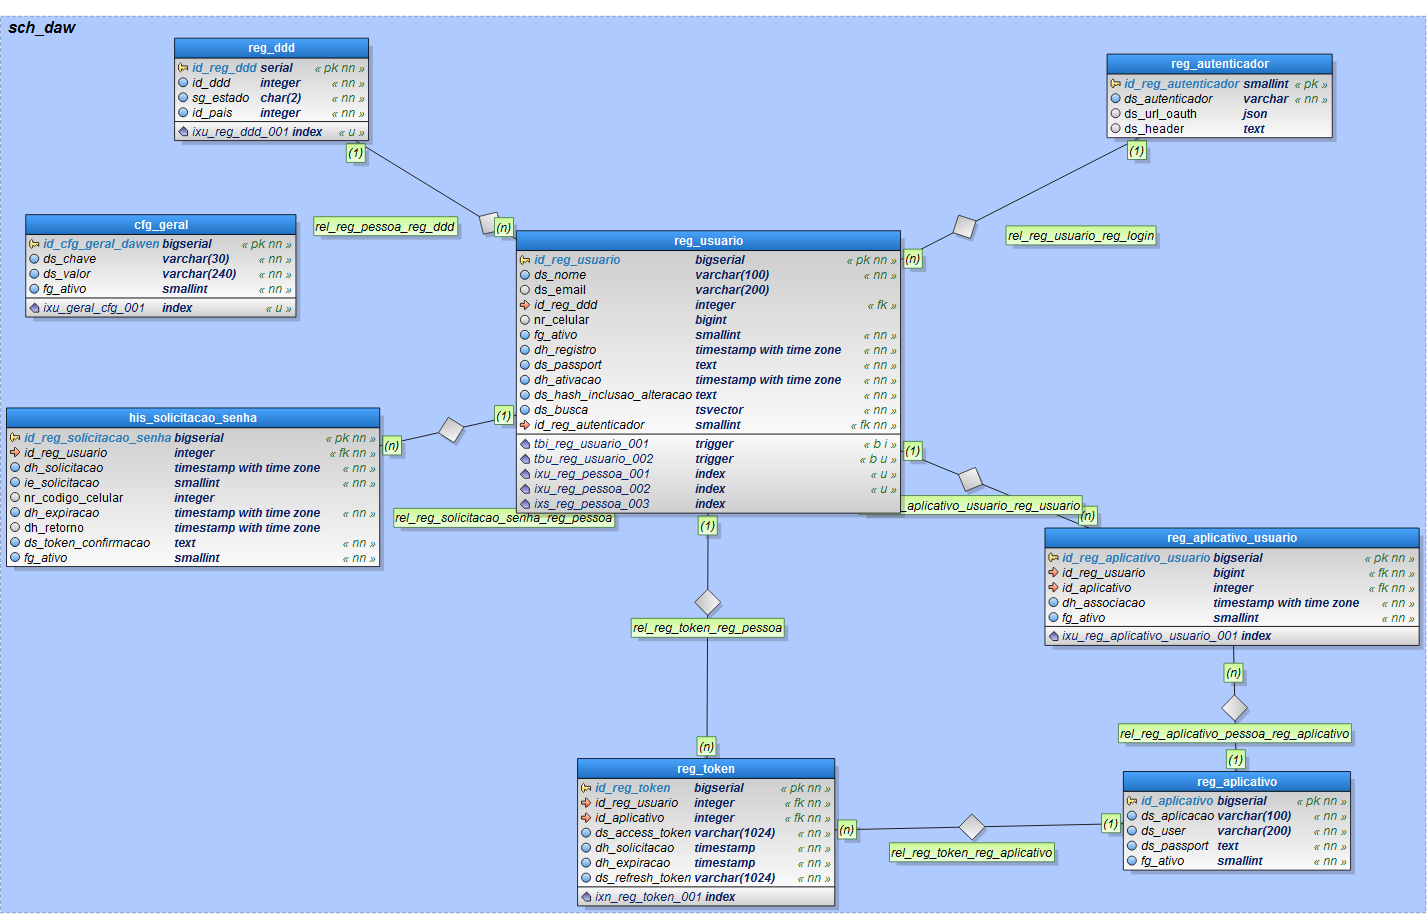 sch_daw
reg_ddd
id_reg_ddd serial « pk nn »
id_ddd integer « nn »
sg_estado char(2) « nn »
id_pais integer « nn »
ixu_reg_ddd_001 index « u »
(1)
reg_autenticador
id_reg_autenticador smallint « pk »
ds_autenticador varchar « nn »
ds_url_oauth json
ds_header text
(1)
cfg_geral
id_cfg_geral_dawen bigserial « pk nn »
ds_chave varchar(30) « nn »
ds_valor varchar(240) « nn »
fg_ativo smallint « nn »
ixu_geral_cfg_001 index « u »
rel_reg_pessoa_reg_ddd
(n)
rel_reg_usuario_reg_login
(n)
reg_usuario
id_reg_usuario bigserial « pk nn »
ds_nome varchar(100) « nn »
ds_email varchar(200)
id_reg_ddd integer « fk »
nr_celular bigint
fg_ativo smallint « nn »
dh_registro timestamp with time zone « nn »
ds_passport text « nn »
dh_ativacao timestamp with time zone « nn »
ds_hash_inclusao_alteracao text « nn »
ds_busca tsvector « nn »
id_reg_autenticador smallint « fk nn »
tbi_reg_usuario_001 trigger « b i »
tbu_reg_usuario_002 trigger « b u »
ixu_reg_pessoa_001 index « u »
ixu_reg_pessoa_002 index « u »
ixs_reg_pessoa_003 index
(1)
(n)
his_solicitacao_senha
id_reg_solicitacao_senha bigserial « pk nn »
id_reg_usuario integer « fk nn »
dh_solicitacao timestamp with time zone « nn »
ie_solicitacao smallint « nn »
nr_codigo_celular integer
dh_expiracao timestamp with time zone « nn »
dh_retorno timestamp with time zone
ds_token_confirmacao text « nn »
fg_ativo smallint « nn »
rel_reg_solicitacao_senha_reg_pessoa
(1)
(1)
_aplicativo_usuario_reg_usuario
(n)
reg_aplicativo_usuario
id_reg_aplicativo_usuario bigserial « pk nn »
id_reg_usuario bigint « fk nn »
id_aplicativo integer « fk nn »
dh_associacao timestamp with time zone « nn »
fg_ativo smallint « nn »
ixu_reg_aplicativo_usuario_001 index
rel_reg_token_reg_pessoa
(n)
(n)
rel_reg_aplicativo_pessoa_reg_aplicativo
(1)
reg_token
id_reg_token bigserial « pk nn »
id_reg_usuario integer « fk nn »
id_aplicativo integer « fk nn »
ds_access_token varchar(1024) « nn »
dh_solicitacao timestamp « nn »
dh_expiracao timestamp « nn »
ds_refresh_token varchar(1024) « nn »
ixn_reg_token_001 index
(n)
rel_reg_token_reg_aplicativo
(1)
reg_aplicativo
id_aplicativo bigserial « pk nn »
ds_aplicacao varchar(100) « nn »
ds_user varchar(200) « nn »
ds_passport text « nn »
fg_ativo smallint « nn »